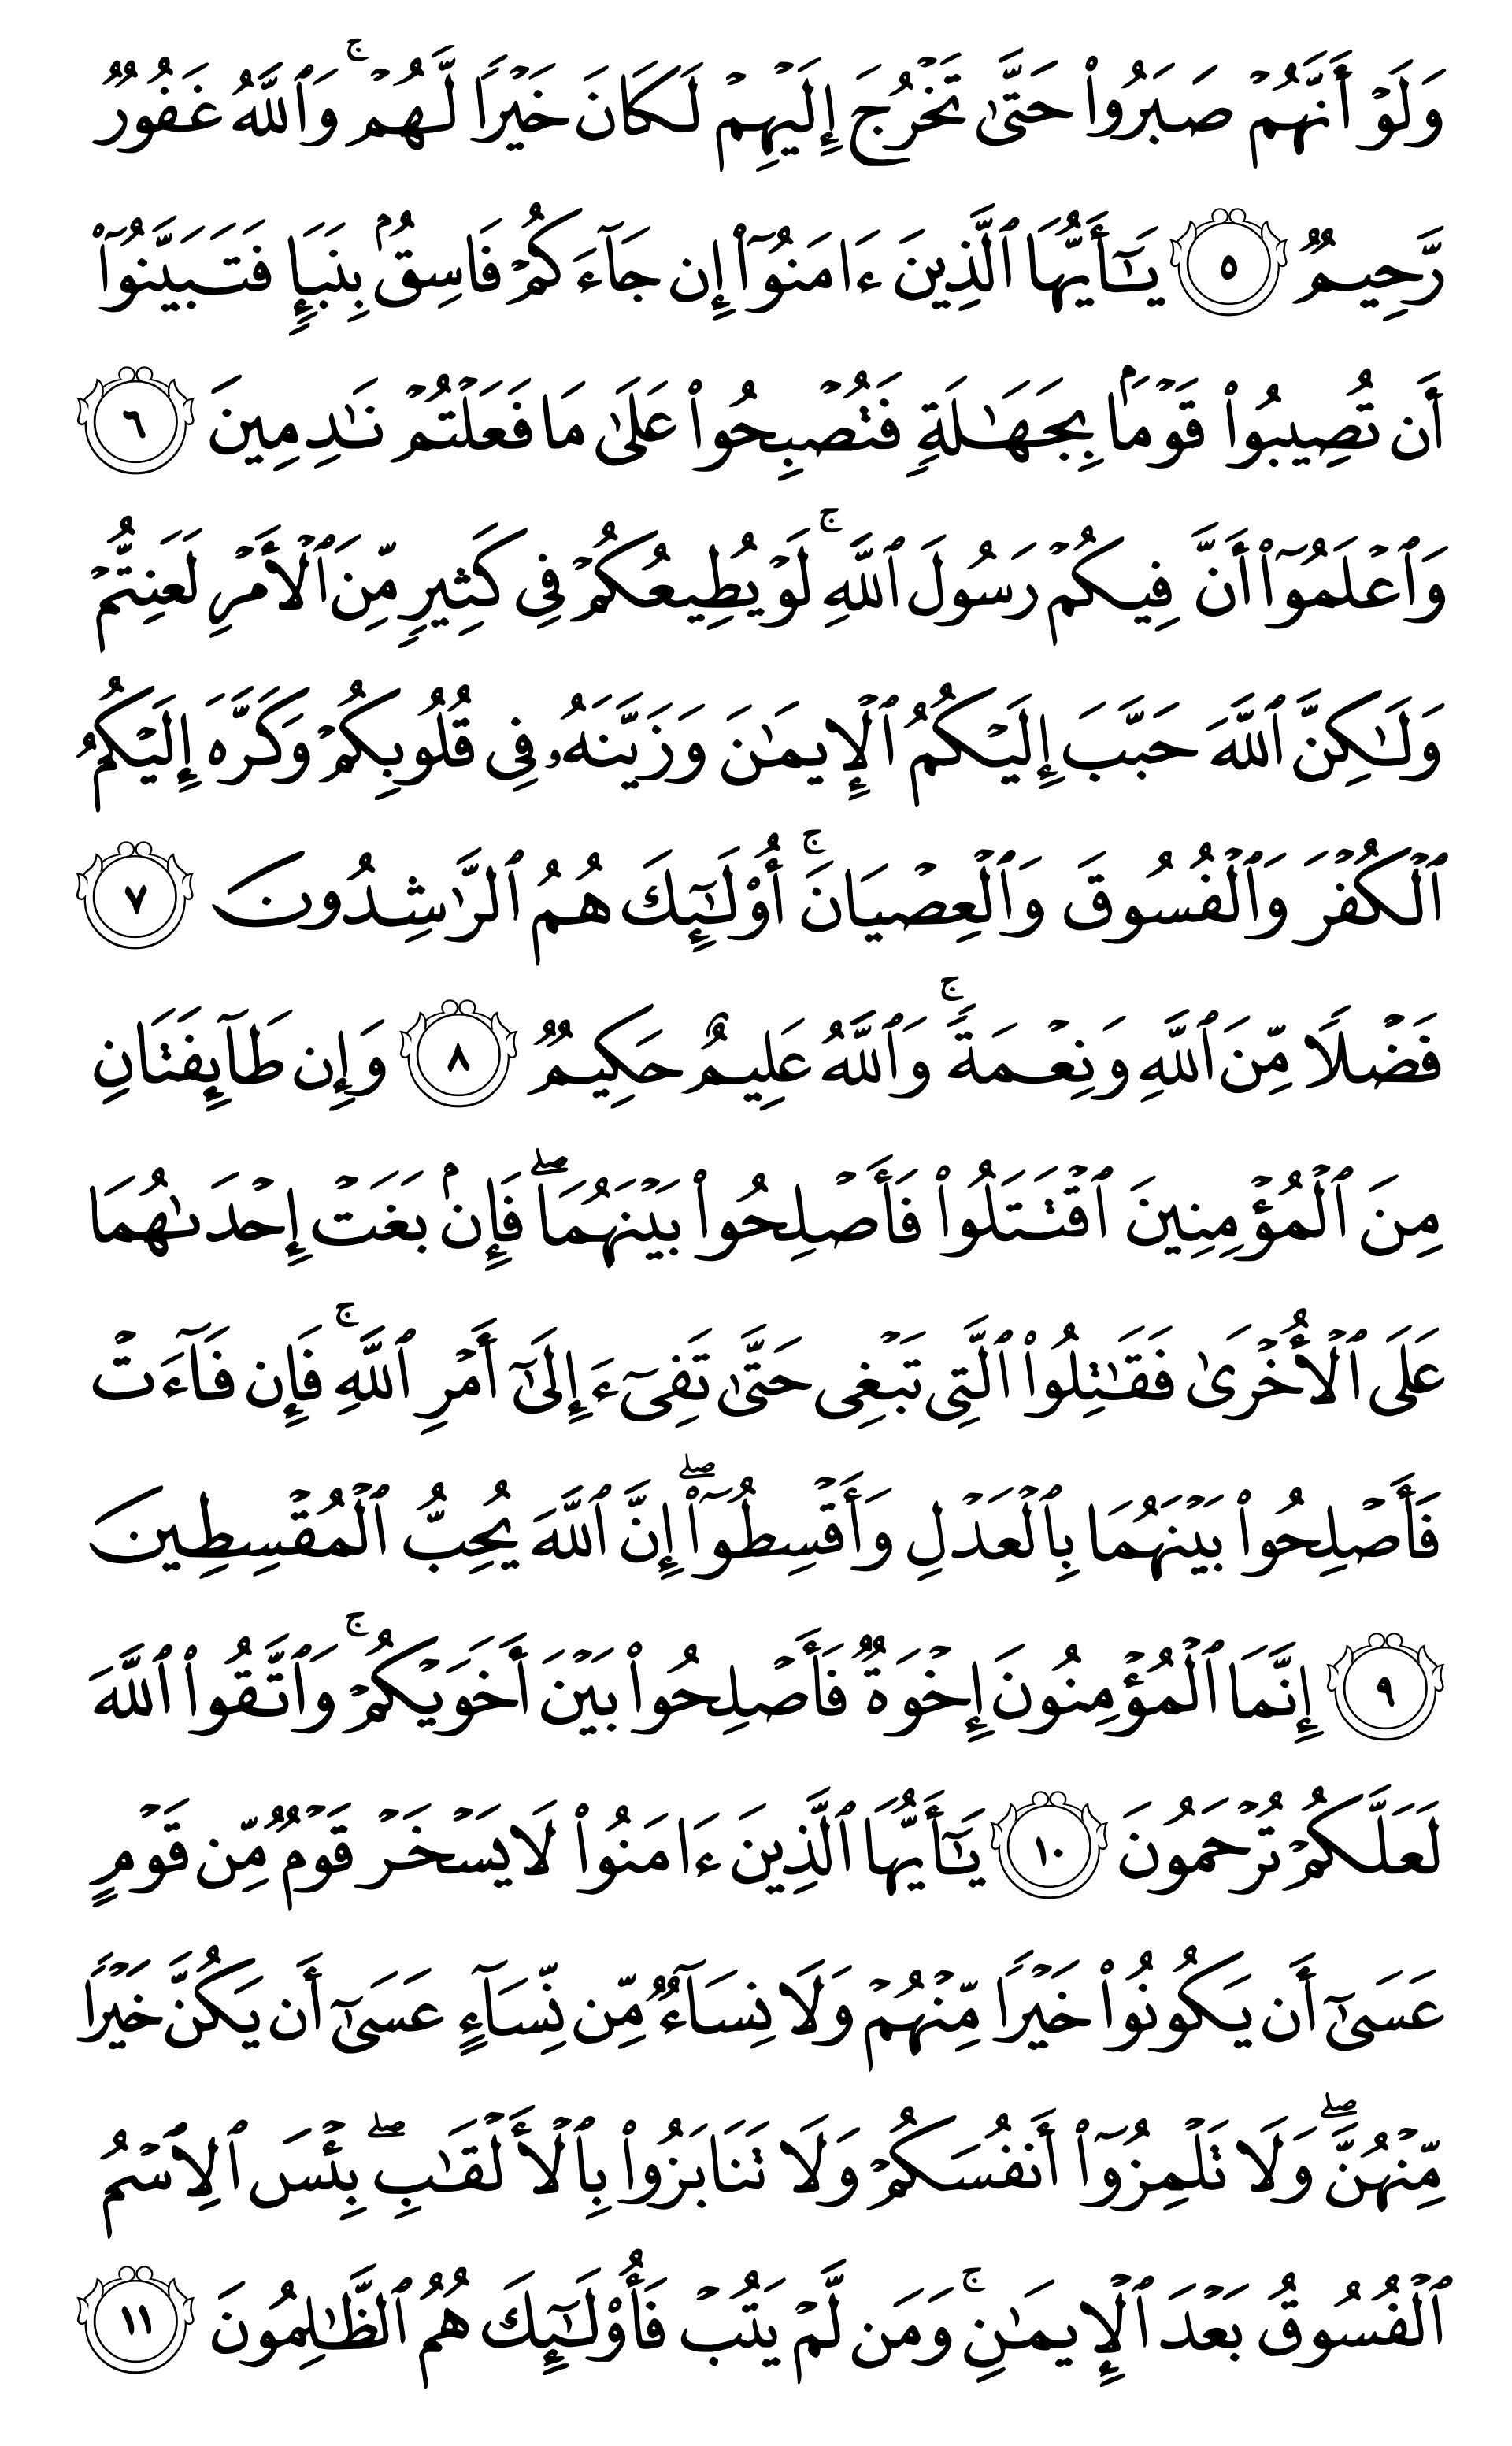 وَلَوۡ أَنَّهُمۡ صَبَرُواْ حَتَّىٰ تَخۡرُجَ إِلَيۡهِمۡ لَكَانَ خَيۡرٗا لَّهُمۡۚ وَٱللَّهُ غَفُورٞ
رَّحِيمٞ ٥ يَٰٓأَيُّهَا ٱلَّذِينَ ءَامَنُوٓاْ إِن جَآءَكُمۡ فَاسِقُۢ بِنَبَإٖ فَتَبَيَّنُوٓاْ
أَن تُصِيبُواْ قَوۡمَۢا بِجَهَٰلَةٖ فَتُصۡبِحُواْ عَلَىٰ مَا فَعَلۡتُمۡ نَٰدِمِينَ ٦
وَٱعۡلَمُوٓاْ أَنَّ فِيكُمۡ رَسُولَ ٱللَّهِۚ لَوۡ يُطِيعُكُمۡ فِي كَثِيرٖ مِّنَ ٱلۡأَمۡرِ لَعَنِتُّمۡ
وَلَٰكِنَّ ٱللَّهَ حَبَّبَ إِلَيۡكُمُ ٱلۡإِيمَٰنَ وَزَيَّنَهُۥ فِي قُلُوبِكُمۡ وَكَرَّهَ إِلَيۡكُمُ
ٱلۡكُفۡرَ وَٱلۡفُسُوقَ وَٱلۡعِصۡيَانَۚ أُوْلَٰٓئِكَ هُمُ ٱلرَّٰشِدُونَ ٧
فَضۡلٗا مِّنَ ٱللَّهِ وَنِعۡمَةٗۚ وَٱللَّهُ عَلِيمٌ حَكِيمٞ ٨ وَإِن طَآئِفَتَانِ
مِنَ ٱلۡمُؤۡمِنِينَ ٱقۡتَتَلُواْ فَأَصۡلِحُواْ بَيۡنَهُمَاۖ فَإِنۢ بَغَتۡ إِحۡدَىٰهُمَا
عَلَى ٱلۡأُخۡرَىٰ فَقَٰتِلُواْ ٱلَّتِي تَبۡغِي حَتَّىٰ تَفِيٓءَ إِلَىٰٓ أَمۡرِ ٱللَّهِۚ فَإِن فَآءَتۡ
فَأَصۡلِحُواْ بَيۡنَهُمَا بِٱلۡعَدۡلِ وَأَقۡسِطُوٓاْۖ إِنَّ ٱللَّهَ يُحِبُّ ٱلۡمُقۡسِطِينَ
٩ إِنَّمَا ٱلۡمُؤۡمِنُونَ إِخۡوَةٞ فَأَصۡلِحُواْ بَيۡنَ أَخَوَيۡكُمۡۚ وَٱتَّقُواْ ٱللَّهَ
لَعَلَّكُمۡ تُرۡحَمُونَ ١٠ يَٰٓأَيُّهَا ٱلَّذِينَ ءَامَنُواْ لَا يَسۡخَرۡ قَوۡمٞ مِّن قَوۡمٍ
عَسَىٰٓ أَن يَكُونُواْ خَيۡرٗا مِّنۡهُمۡ وَلَا نِسَآءٞ مِّن نِّسَآءٍ عَسَىٰٓ أَن يَكُنَّ خَيۡرٗا
مِّنۡهُنَّۖ وَلَا تَلۡمِزُوٓاْ أَنفُسَكُمۡ وَلَا تَنَابَزُواْ بِٱلۡأَلۡقَٰبِۖ بِئۡسَ ٱلِٱسۡمُ
ٱلۡفُسُوقُ بَعۡدَ ٱلۡإِيمَٰنِۚ وَمَن لَّمۡ يَتُبۡ فَأُوْلَٰٓئِكَ هُمُ ٱلظَّٰلِمُونَ ١١